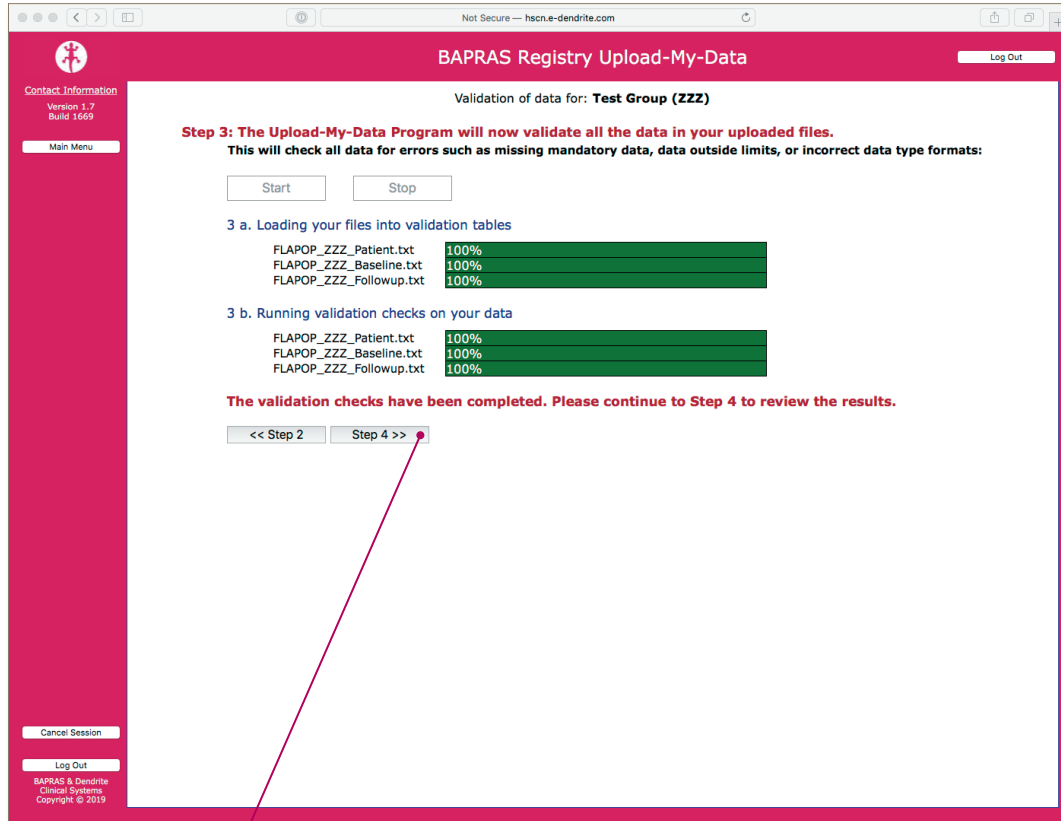 Not Secure — hscn.e-dendrite.com
BAPRAS Registry Upload-My-Data
Log Out
Contact Information
Version 1.7
Build 1669
Main Menu
Validation of data for: Test Group (ZZZ)
Step 3: The Upload-My-Data Program will now validate all the data in your uploaded files.
This will check all data for errors such as missing mandatory data, data outside limits, or incorrect data type formats:
Start Stop
3 a. Loading your files into validation tables
FLAPOP_ZZZ_Patient.txt 100%
FLAPOP_ZZZ_Baseline.txt 100%
FLAPOP_ZZZ_Followup.txt 100%
3 b. Running validation checks on your data
FLAPOP_ZZZ_Patient.txt 100%
FLAPOP_ZZZ_Baseline.txt 100%
FLAPOP_ZZZ_Followup.txt 100%
The validation checks have been completed. Please continue to Step 4 to review the results.
<< Step 2 Step 4 >>
Cancel Session
Log Out
BAPRAS & Dendrite
Clinical Systems
Copyright © 2019